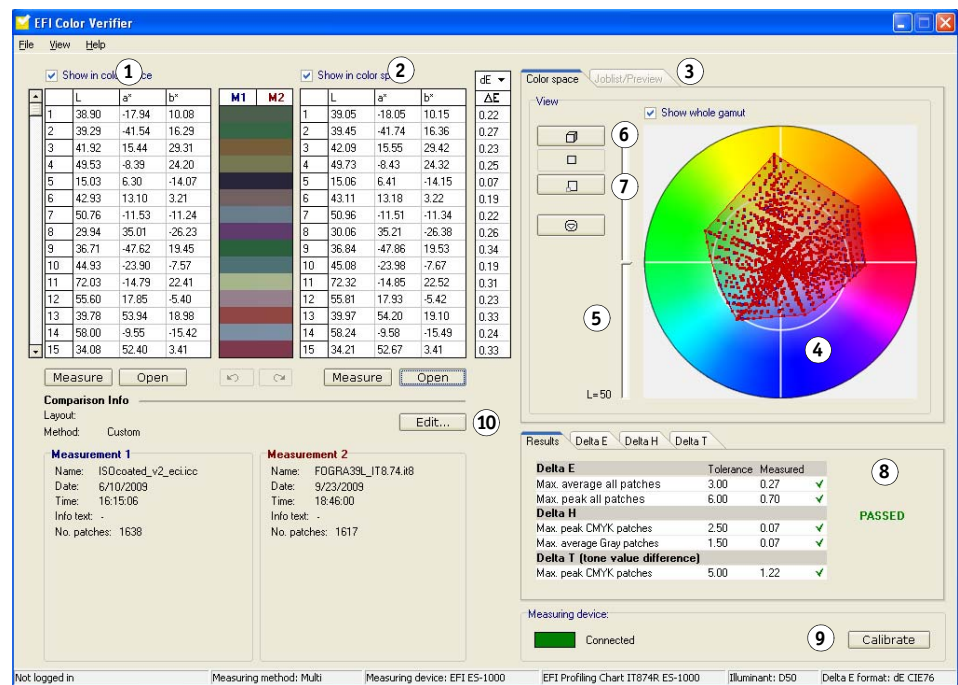 EFI Color Verifier
File View Help
Show in color space 1
Show in color space 2
dE
L a* b* M1 M2 L a* b* ΔE
1 38.90 -17.94 10.08 1 39.05 -18.05 10.15 0.22
2 39.29 -41.54 16.29 2 39.45 -41.74 16.36 0.27
3 41.92 15.44 29.31 3 42.09 15.55 29.42 0.23
4 49.53 -8.39 24.20 4 49.73 -8.43 24.32 0.25
5 15.03 6.30 -14.07 5 15.06 6.41 -14.15 0.07
6 42.93 13.10 3.21 6 43.11 13.18 3.22 0.19
7 50.76 -11.53 -11.24 7 50.96 -11.51 -11.34 0.22
8 29.94 35.01 -26.23 8 30.06 35.21 -26.38 0.26
9 36.71 -47.62 19.45 9 36.84 -47.86 19.53 0.34
10 44.93 -23.90 -7.57 10 45.08 -23.98 -7.67 0.19
11 72.03 -14.79 22.41 11 72.32 -14.85 22.52 0.31
12 55.60 17.85 -5.40 12 55.81 17.93 -5.42 0.23
13 39.78 53.94 18.98 13 39.97 54.20 19.10 0.33
14 58.00 -9.55 -15.42 14 58.24 -9.58 -15.49 0.24
15 34.08 52.40 3.41 15 34.21 52.67 3.41 0.33
Measure Open Measure Open
Comparison Info
Layout:
Method: Custom
Edit... 10
Measurement 1
Name: ISOcoated_v2_eci.icc
Date: 6/10/2009
Time: 16:15:06
Info text: -
No. patches: 1638
Measurement 2
Name: FOGRA39L_IT8.74.it8
Date: 9/23/2009
Time: 18:46:00
Info text: -
No. patches: 1617
Color space Joblist/Preview 3
View
Show whole gamut
6
7
5
4
L=50
Results Delta E Delta H Delta T
Delta E Tolerance Measured
Max. average all patches 3.00 0.27
Max. peak all patches 6.00 0.70
Delta H
Max. peak CMYK patches 2.50 0.07
Max. average Gray patches 1.50 0.07
Delta T (tone value difference)
Max. peak CMYK patches 5.00 1.22
8
PASSED
Measuring device:
Connected
9
Calibrate
Not logged in Measuring method: Multi Measuring device: EFI ES-1000 EFI Profiling Chart IT874R ES-1000 Illuminant: D50 Delta E format: dE CIE76